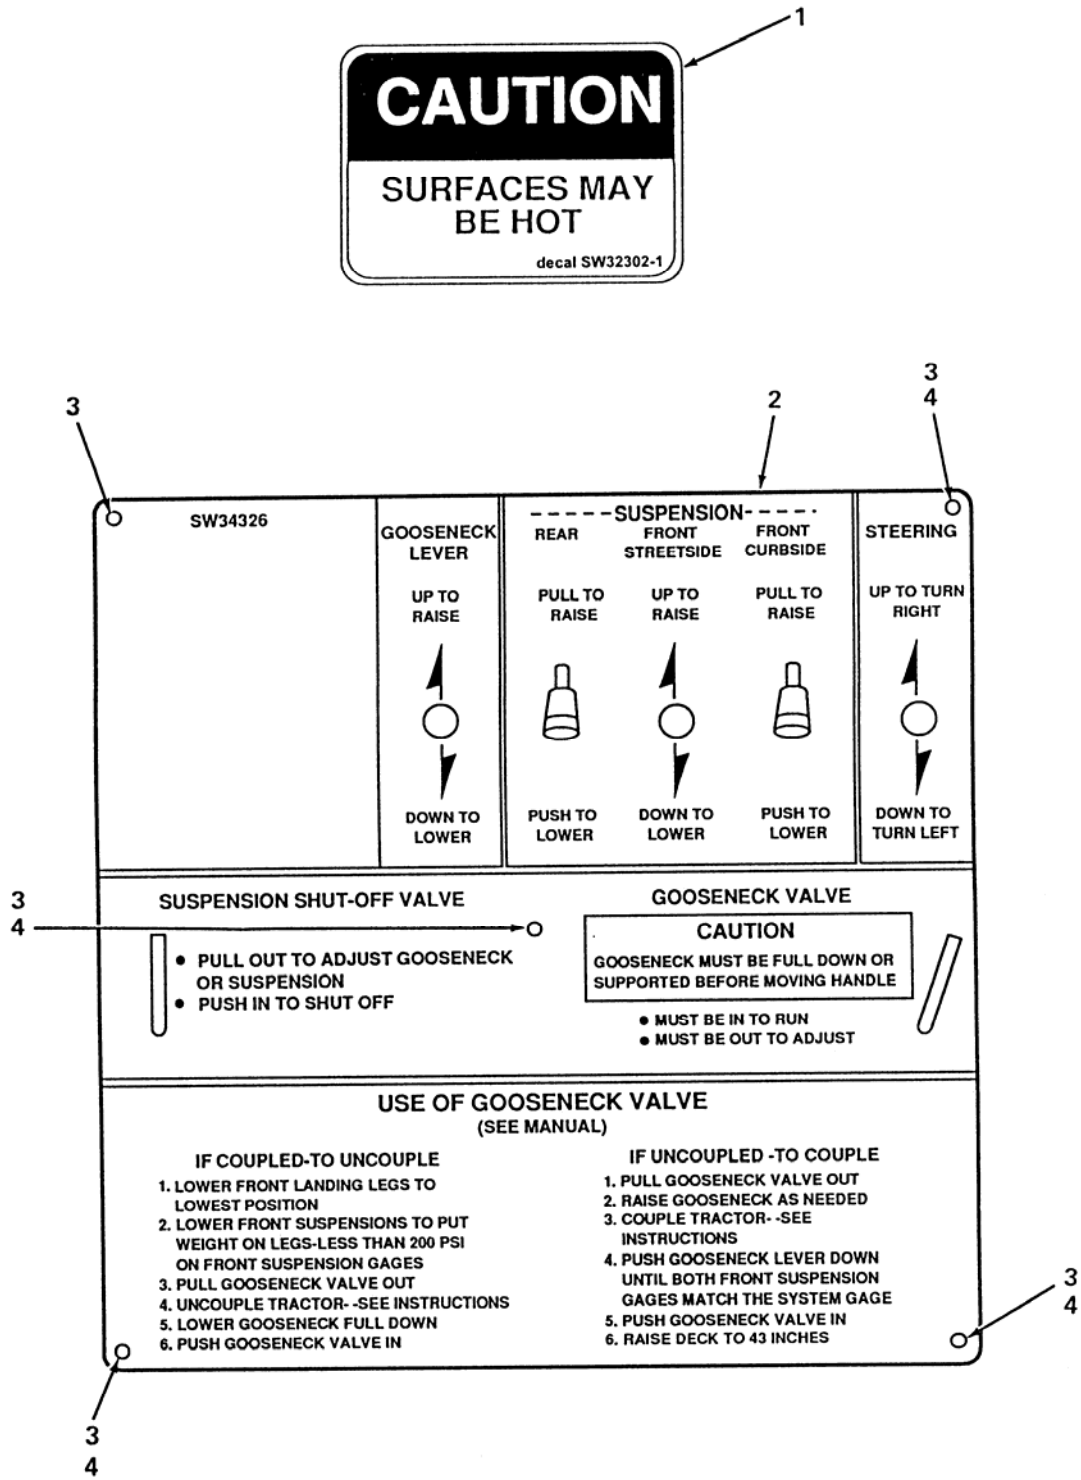 1
CAUTION
SURFACES MAY
BE HOT
decal SW32302-1
3
2
3
4
SW34326
GOOSENECK
LEVER
UP TO
RAISE
DOWN TO
LOWER
-----SUSPENSION-----
REAR
PULL TO
RAISE
PUSH TO
LOWER
FRONT
STREETSIDE
UP TO
RAISE
DOWN TO
LOWER
FRONT
CURBSIDE
PULL TO
RAISE
PUSH TO
LOWER
STEERING
UP TO TURN
RIGHT
DOWN TO
TURN LEFT
3
4
SUSPENSION SHUT-OFF VALVE
● PULL OUT TO ADJUST GOOSENECK
OR SUSPENSION
● PUSH IN TO SHUT OFF
GOOSENECK VALVE
CAUTION
GOOSENECK MUST BE FULL DOWN OR
SUPPORTED BEFORE MOVING HANDLE
● MUST BE IN TO RUN
● MUST BE OUT TO ADJUST
USE OF GOOSENECK VALVE
(SEE MANUAL)
IF COUPLED-TO UNCOUPLE
1. LOWER FRONT LANDING LEGS TO
LOWEST POSITION
2. LOWER FRONT SUSPENSIONS TO PUT
WEIGHT ON LEGS-LESS THAN 200 PSI
ON FRONT SUSPENSION GAGES
3. PULL GOOSENECK VALVE OUT
4. UNCOUPLE TRACTOR- -SEE INSTRUCTIONS
5. LOWER GOOSENECK FULL DOWN
6. PUSH GOOSENECK VALVE IN
IF UNCOUPLED -TO COUPLE
1. PULL GOOSENECK VALVE OUT
2. RAISE GOOSENECK AS NEEDED
3. COUPLE TRACTOR- -SEE
INSTRUCTIONS
4. PUSH GOOSENECK LEVER DOWN
UNTIL BOTH FRONT SUSPENSION
GAGES MATCH THE SYSTEM GAGE
5. PUSH GOOSENECK VALVE IN
6. RAISE DECK TO 43 INCHES
3
4
3
4